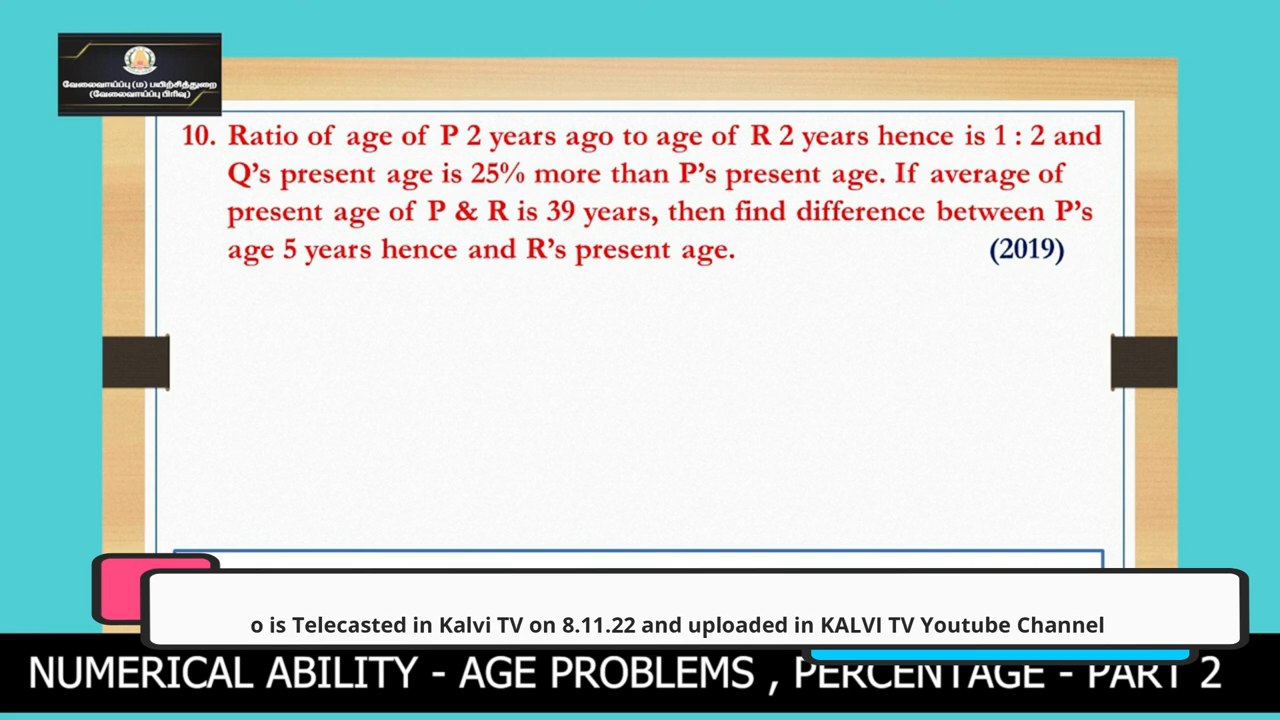 வேலைவாய்ப்பு (ம) பயிற்சித்துறை
(வேலைவாய்ப்பு பிரிவு)
10. Ratio of age of P 2 years ago to age of R 2 years hence is 1 : 2 and
Q’s present age is 25% more than P’s present age. If average of
present age of P & R is 39 years, then find difference between P’s
age 5 years hence and R’s present age. (2019)
o is Telecasted in Kalvi TV on 8.11.22 and uploaded in KALVI TV Youtube Channel
NUMERICAL ABILITY - AGE PROBLEMS , PERCENTAGE - PART 2